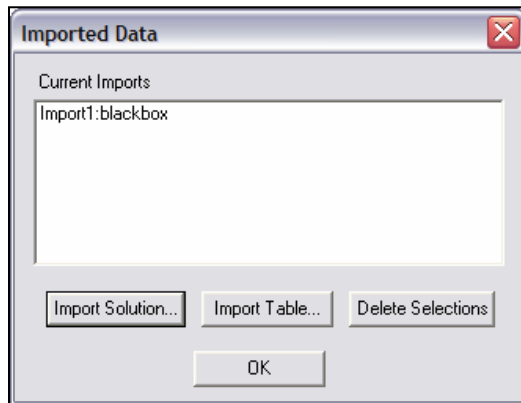 Imported Data
Current Imports
Import1:blackbox
Import Solution... Import Table... Delete Selections
OK